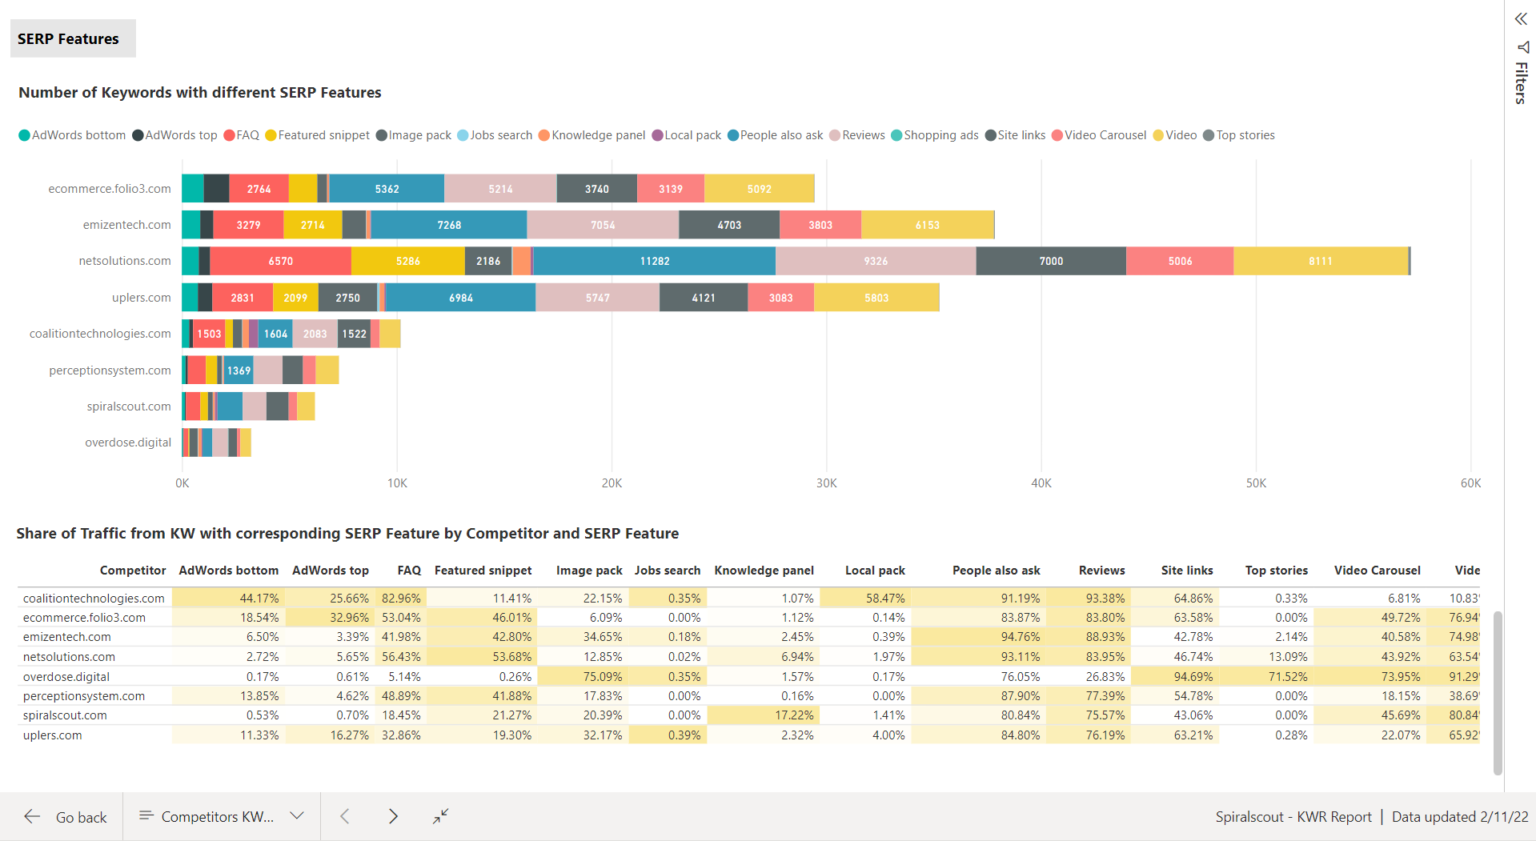 SERP Features
Filters
Number of Keywords with different SERP Features
AdWords bottom AdWords top FAQ Featured snippet Image pack Jobs search Knowledge panel Local pack People also ask Reviews Shopping ads Site links Video Carousel Video Top stories
ecommerce.folio3.com 2764 5362 5214 3740 3139 5092
emizentech.com 3279 2714 7268 7054 4703 3803 6153
netsolutions.com 6570 5286 2186 11282 9326 7000 5006 8111
uplers.com 2831 2099 2750 6984 5747 4121 3083 5803
coalitiontechnologies.com 1503 1604 2083 1522
perceptionsystem.com 1369
spiralscout.com
overdose.digital
0K 10K 20K 30K 40K 50K 60K
Share of Traffic from KW with corresponding SERP Feature by Competitor and SERP Feature
Competitor AdWords bottom AdWords top FAQ Featured snippet Image pack Jobs search Knowledge panel Local pack People also ask Reviews Site links Top stories Video Carousel Vide
coalitiontechnologies.com 44.17% 25.66% 82.96% 11.41% 22.15% 0.35% 1.07% 58.47% 91.19% 93.38% 64.86% 0.33% 6.81% 10.83
ecommerce.folio3.com 18.54% 32.96% 53.04% 46.01% 6.09% 0.00% 1.12% 0.14% 83.87% 83.80% 63.58% 0.00% 49.72% 76.94
emizentech.com 6.50% 3.39% 41.98% 42.80% 34.65% 0.18% 2.45% 0.39% 94.76% 88.93% 42.78% 2.14% 40.58% 74.98
netsolutions.com 2.72% 5.65% 56.43% 53.68% 12.85% 0.02% 6.94% 1.97% 93.11% 83.95% 46.74% 13.09% 43.92% 63.54
overdose.digital 0.17% 0.61% 5.14% 0.26% 75.09% 0.35% 1.57% 0.17% 76.05% 26.83% 94.69% 71.52% 73.95% 91.29
perceptionsystem.com 13.85% 4.62% 48.89% 41.88% 17.83% 0.00% 0.16% 0.00% 87.90% 77.39% 54.78% 0.00% 18.15% 38.69
spiralscout.com 0.53% 0.70% 18.45% 21.27% 20.39% 0.00% 17.22% 1.41% 80.84% 75.57% 43.06% 0.00% 45.69% 80.84
uplers.com 11.33% 16.27% 32.86% 19.30% 32.17% 0.39% 2.32% 4.00% 84.80% 76.19% 63.21% 0.28% 22.07% 65.92
Go back Competitors KW... Spiralscout - KWR Report | Data updated 2/11/22